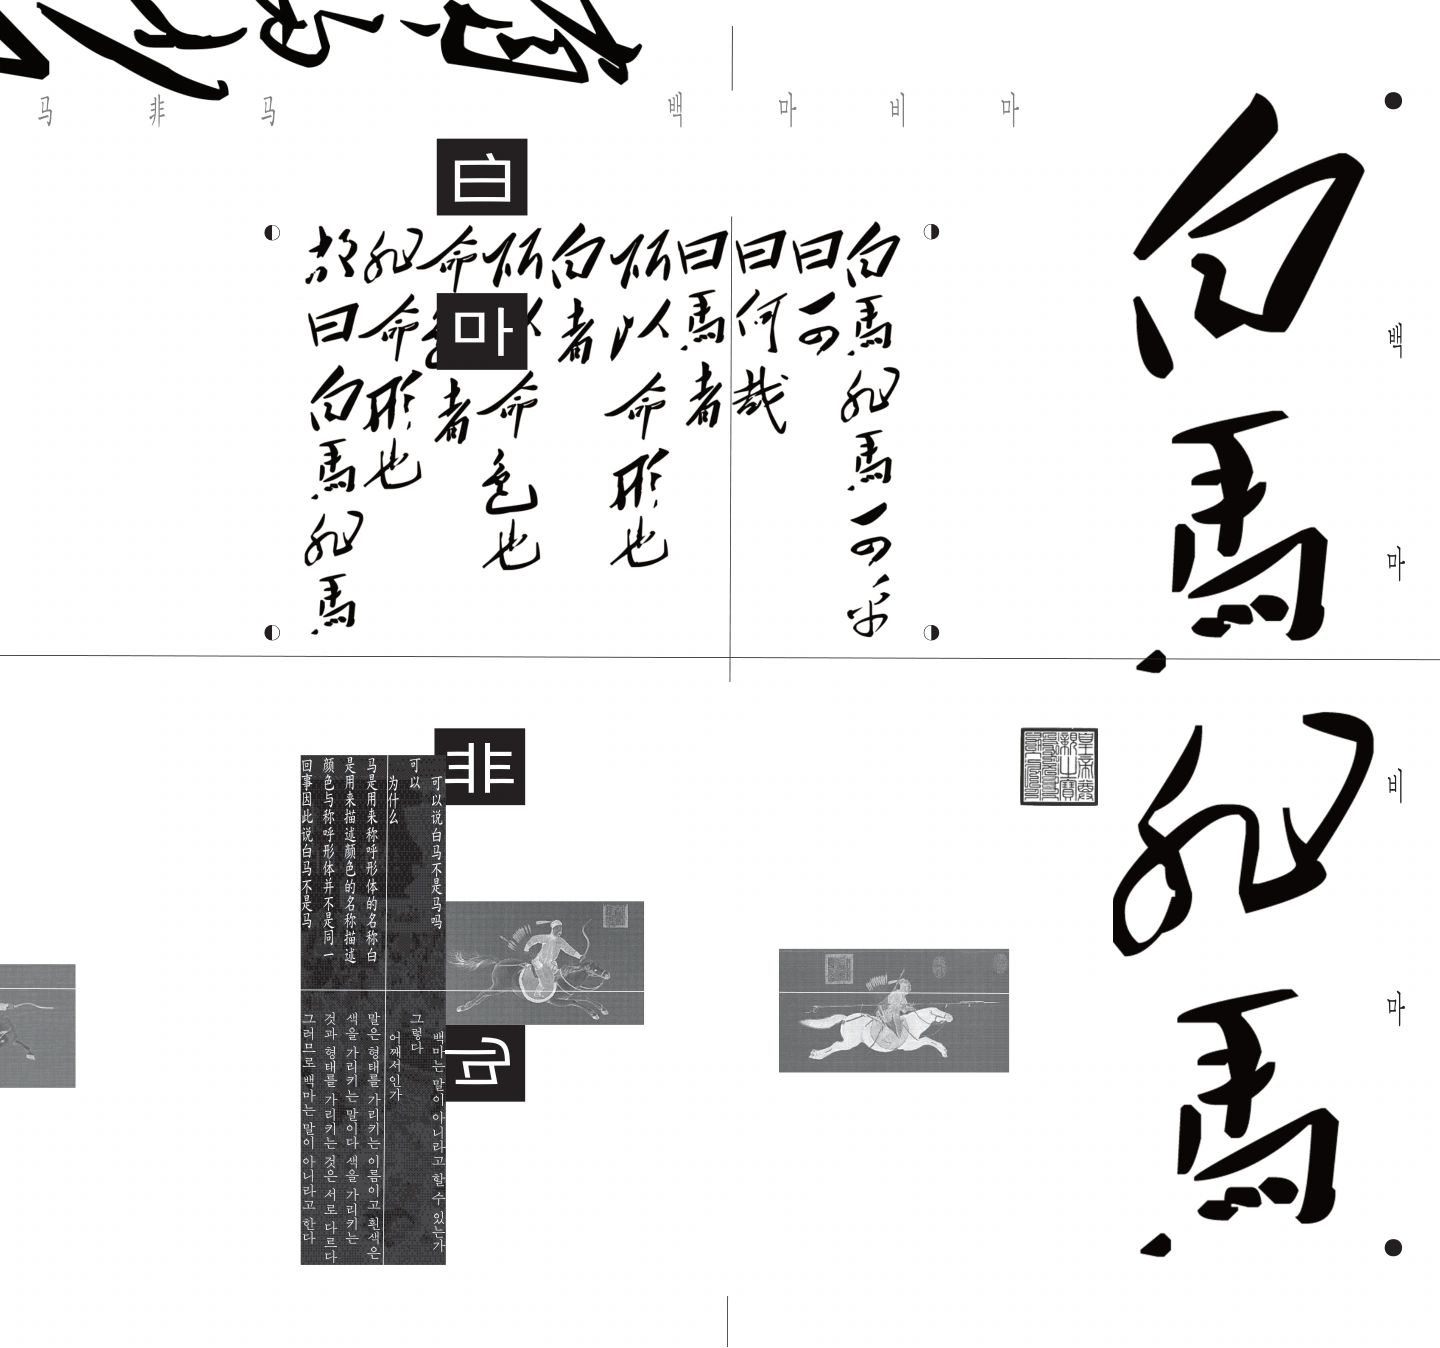 马 非 马
백 마 비 마
白馬非馬
백 마 비 마
白
마
非
白馬非馬可乎
曰可
曰何哉
曰馬者
所以命形也
白者
所以命色也
命色者
非命形也
故曰白馬非馬
可以说白马不是马吗
可以
为什么
马是用来称呼形体的名称白
是用来描述颜色的名称描述
颜色与称呼形体并不是同一
回事因此说白马不是马
백마는 말이 아니라고 할 수 있는가
그렇다
어째서인가
말은 형태를 가리키는 이름이고 흰색은
색을 가리키는 말이다 색을 가리키는
것과 형태를 가리키는 것은 서로 다르다
그러므로 백마는 말이 아니라고 한다